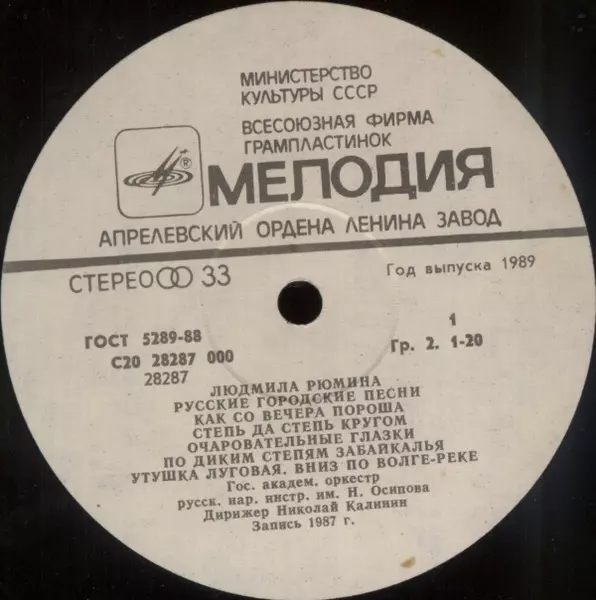 МИНИСТЕРСТВО
КУЛЬТУРЫ СССР
ВСЕСОЮЗНАЯ ФИРМА
ГРАМПЛАСТИНОК
®
МЕЛОДИЯ
АПРЕЛЕВСКИЙ ОРДЕНА ЛЕНИНА ЗАВОД
СТЕРЕО 33
Год выпуска 1989
ГОСТ 5289-88
С20 28287 000
28287
1
Гр. 2. 1-20
ЛЮДМИЛА РЮМИНА
РУССКИЕ ГОРОДСКИЕ ПЕСНИ
КАК СО ВЕЧЕРА ПОРОША
СТЕПЬ ДА СТЕПЬ КРУГОМ
ОЧАРОВАТЕЛЬНЫЕ ГЛАЗКИ
ПО ДИКИМ СТЕПЯМ ЗАБАЙКАЛЬЯ
УТУШКА ЛУГОВАЯ. ВНИЗ ПО ВОЛГЕ-РЕКЕ
Гос. академ. оркестр
русск. нар. инстр. им. Н. Осипова
Дирижер Николай Калинин
Запись 1987 г.